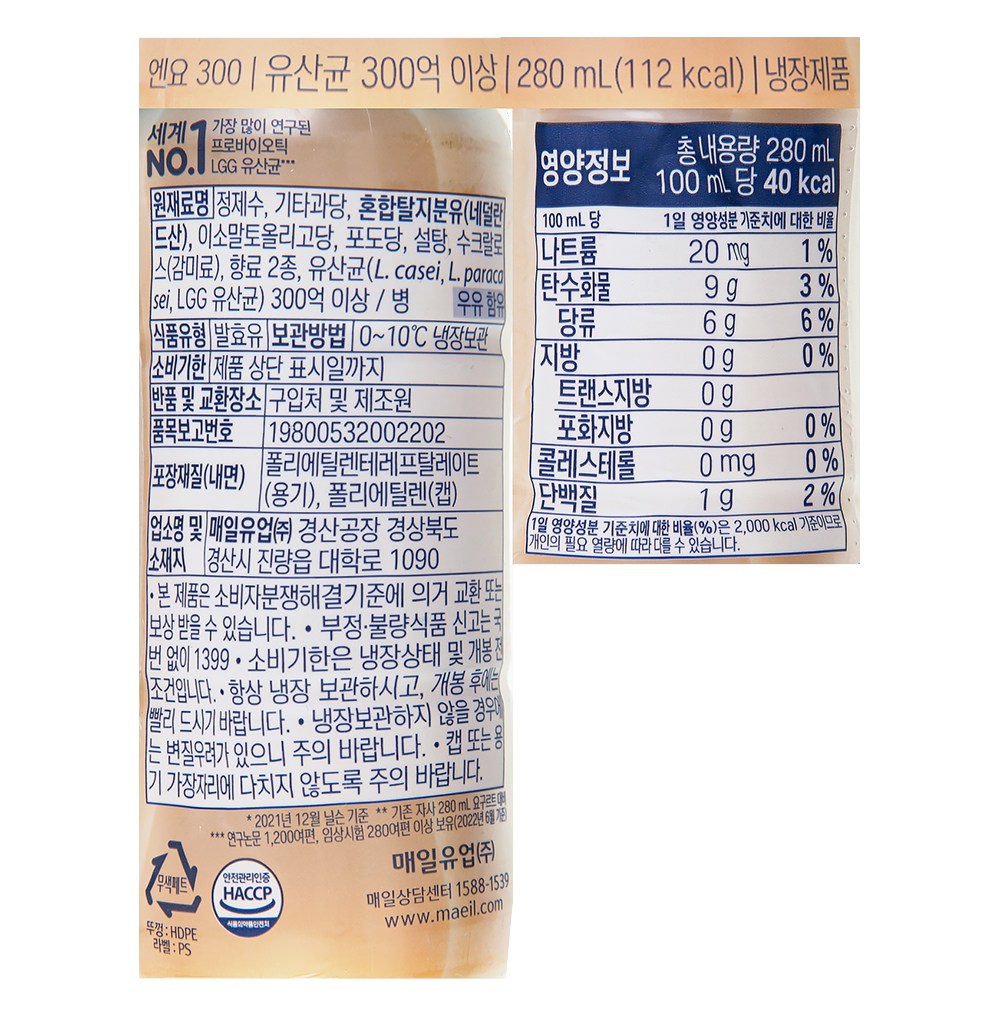 엔요 300 | 유산균 300억 이상 | 280 mL(112 kcal) | 냉장제품
세계 NO.1 가장 많이 연구된
프로바이오틱
LGG 유산균***
원재료명 정제수, 기타과당, 혼합탈지분유(네덜란
드산), 이소말토올리고당, 포도당, 설탕, 수크랄로
스(감미료), 향료 2종, 유산균(L. casei, L. paraca
sei, LGG 유산균) 300억 이상 / 병 우유 함유
식품유형 발효유 보관방법 0~10℃ 냉장보관
소비기한 제품 상단 표시일까지
반품 및 교환장소 구입처 및 제조원
품목보고번호 19800532002202
포장재질(내면) 폴리에틸렌테레프탈레이트
(용기), 폴리에틸렌(캡)
업소명 및 매일유업㈜ 경산공장 경상북도
소재지 경산시 진량읍 대학로 1090
• 본 제품은 소비자분쟁해결기준에 의거 교환 또는
보상 받을 수 있습니다. • 부정·불량식품 신고는 국
번 없이 1399 • 소비기한은 냉장상태 및 개봉 전
조건입니다. • 항상 냉장 보관하시고, 개봉 후에는
빨리 드시기 바랍니다. • 냉장보관하지 않을 경우에
는 변질우려가 있으니 주의 바랍니다. • 캡 또는 용
기 가장자리에 다치지 않도록 주의 바랍니다.
* 2021년 12월 닐슨 기준 ** 기존 자사 280 mL 요구르트 대비
*** 연구논문 1,200여편, 임상시험 280여편 이상 보유(2022년 6월 기준)
매일유업㈜
매일상담센터 1588-1539
www.maeil.com
무색페트
뚜껑 : HDPE
라벨 : PS
안전관리인증
HACCP
식품의약품안전처
영양정보 총 내용량 280 mL
100 mL 당 40 kcal
100 mL 당 1일 영양성분 기준치에 대한 비율
나트륨 20 mg 1 %
탄수화물 9 g 3 %
당류 6 g 6 %
지방 0 g 0 %
트랜스지방 0 g
포화지방 0 g 0 %
콜레스테롤 0 mg 0 %
단백질 1 g 2 %
1일 영양성분 기준치에 대한 비율(%)은 2,000 kcal 기준이므로
개인의 필요 열량에 따라 다를 수 있습니다.